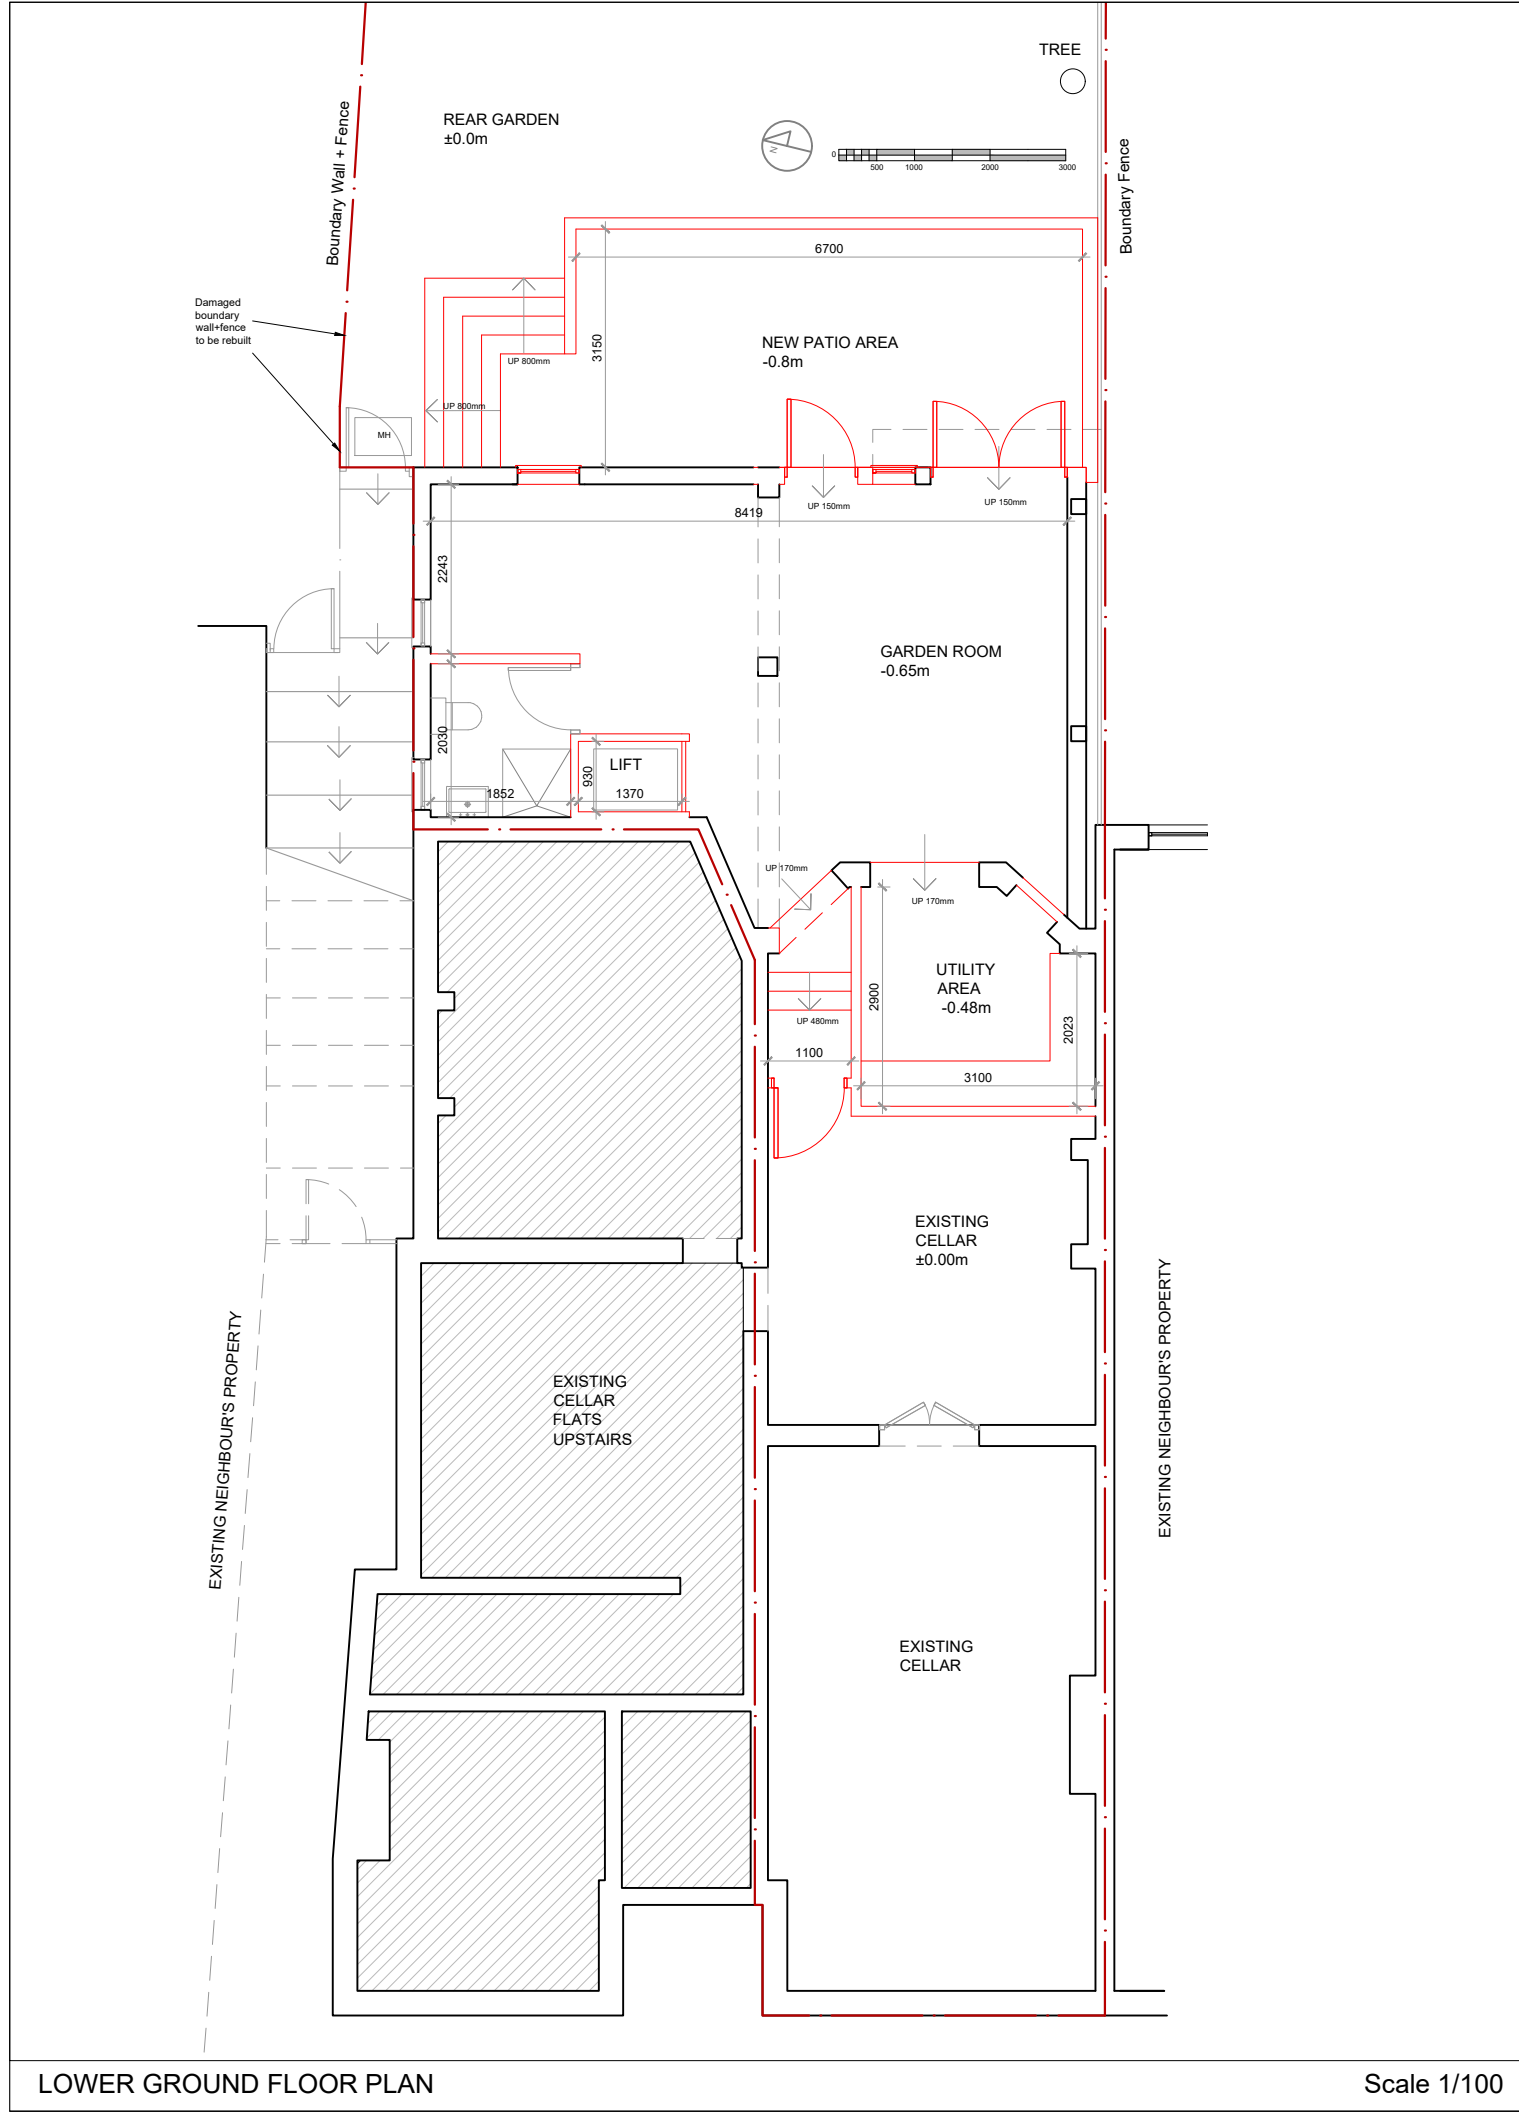 TREE
REAR GARDEN
±0.0m
Boundary Wall + Fence
Boundary Fence
N
0
500
1000
2000
3000
6700
Damaged
boundary
wall+fence
to be rebuilt
3150
NEW PATIO AREA
-0.8m
UP 800mm
UP 800mm
MH
UP 150mm
UP 150mm
8419
2243
GARDEN ROOM
-0.65m
2030
LIFT
930
1852
1370
UP 170mm
UP 170mm
UTILITY
AREA
-0.48m
2900
2023
UP 480mm
1100
3100
EXISTING
CELLAR
±0.00m
EXISTING NEIGHBOUR'S PROPERTY
EXISTING NEIGHBOUR'S PROPERTY
EXISTING
CELLAR
FLATS
UPSTAIRS
EXISTING
CELLAR
LOWER GROUND FLOOR PLAN
Scale 1/100